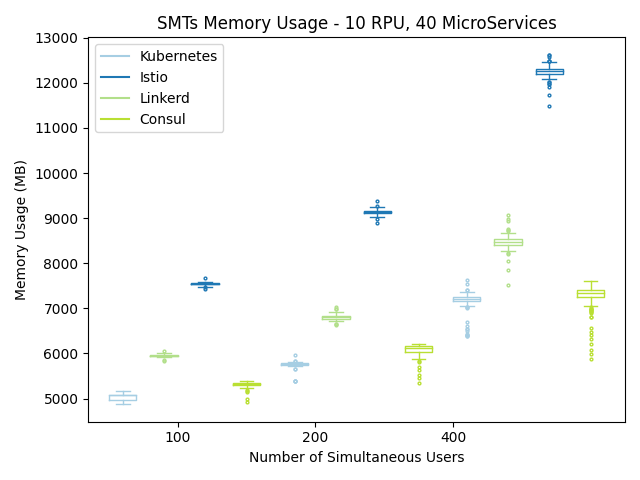 SMTs Memory Usage - 10 RPU, 40 MicroServices
Memory Usage (MB)
13000
12000
11000
10000
9000
8000
7000
6000
5000
Kubernetes
Istio
Linkerd
Consul
100
200
400
Number of Simultaneous Users